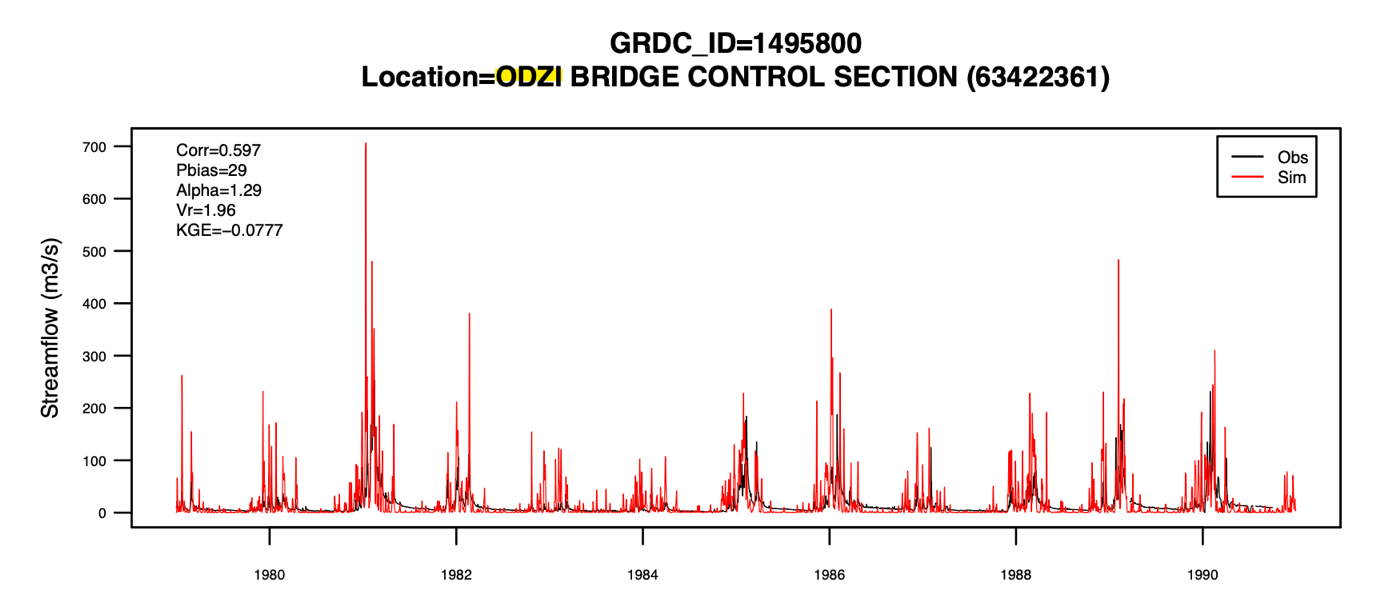 GRDC_ID=1495800
Location=ODZI BRIDGE CONTROL SECTION (63422361)
Corr=0.597
Pbias=29
Alpha=1.29
Vr=1.96
KGE=−0.0777
Obs
Sim
Streamflow (m3/s)
700
600
500
400
300
200
100
0
1980 1982 1984 1986 1988 1990